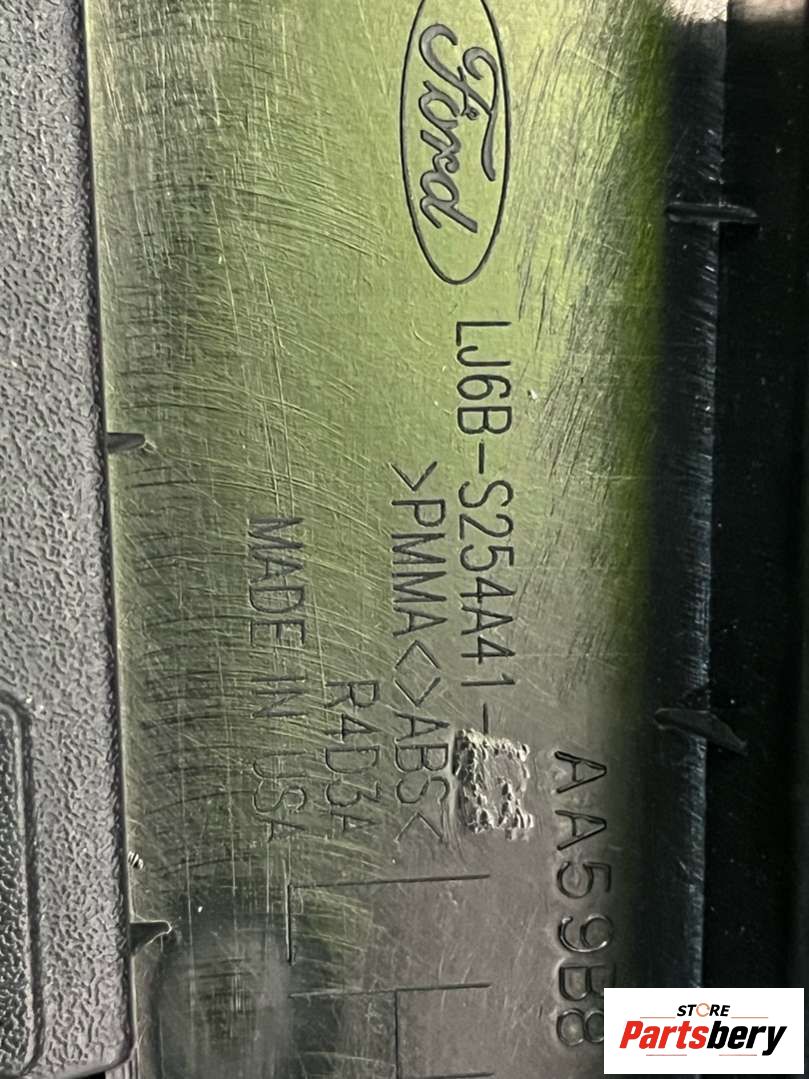 Ford
LJ6B-S254A41-
AA59B8
>PMMA<>ABS<
R4D3A
MADE IN USA
STORE
Partsbery